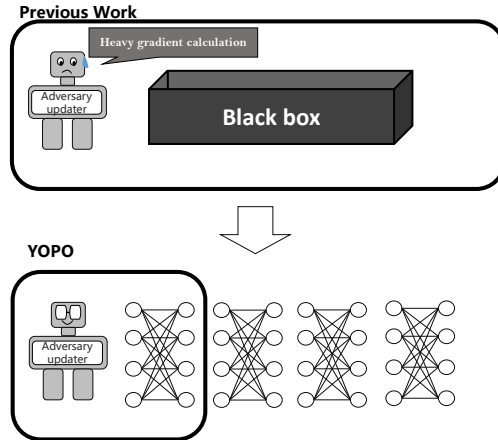 Previous Work
Heavy gradient calculation
Adversary
updater
Black box
YOPO
Adversary
updater